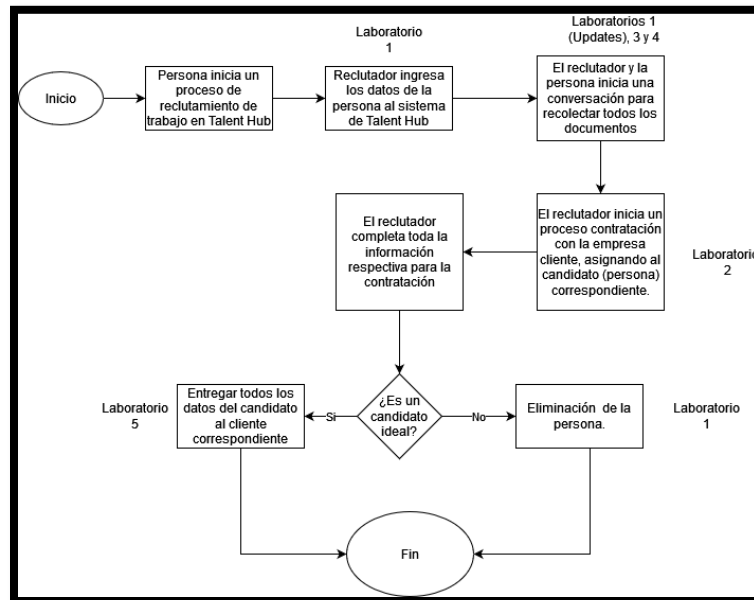 Laboratorio
1
Laboratorios 1
(Updates), 3 y 4
Inicio
Persona inicia un
proceso de
reclutamiento de
trabajo en Talent Hub
Reclutador ingresa
los datos de la
persona al sistema
de Talent Hub
El reclutador y la
persona inicia una
conversación para
recolectar todos los
documentos
El reclutador
completa toda la
información
respectiva para la
contratación
El reclutador inicia un
proceso contratación
con la empresa
cliente, asignando al
candidato (persona)
correspondiente.
Laboratorio
2
Laboratorio
5
Entregar todos los
datos del candidato
al cliente
correspondiente
Si
¿Es un
candidato
ideal?
No
Eliminación de la
persona.
Laboratorio
1
Fin